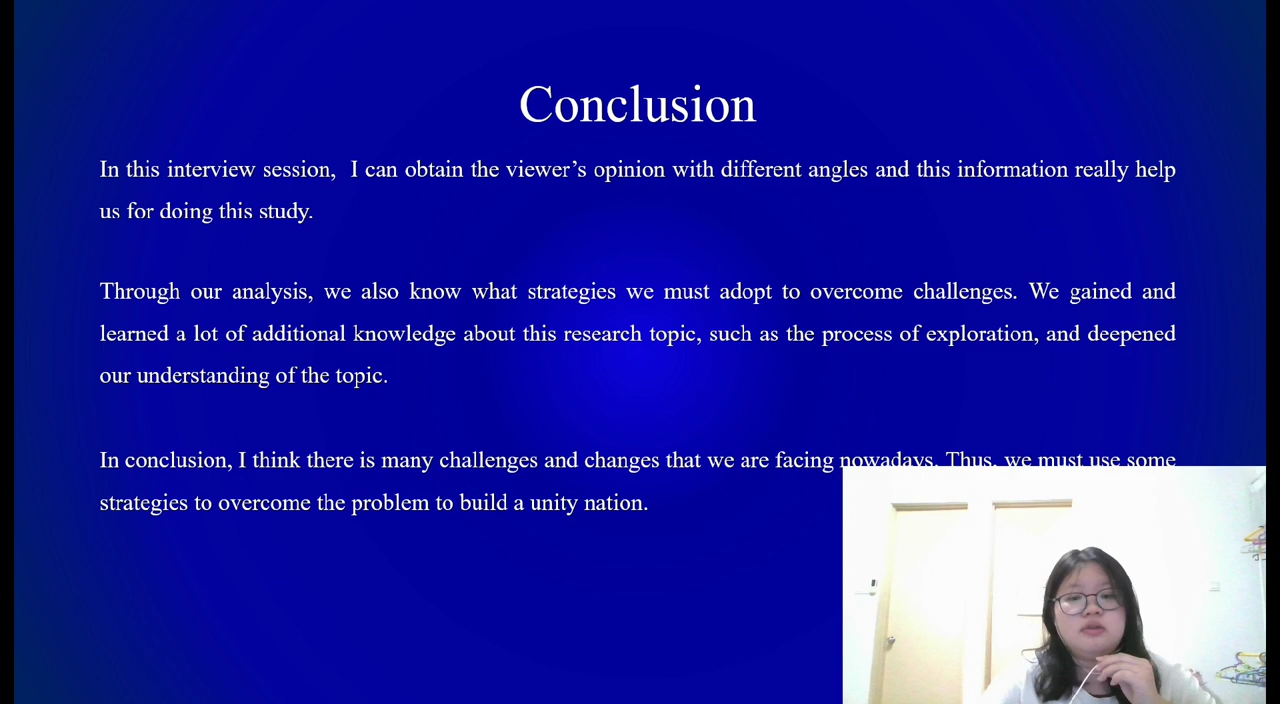 Conclusion
In this interview session,  I can obtain the viewer’s opinion with different angles and this information really help
us for doing this study.
Through our analysis, we also know what strategies we must adopt to overcome challenges. We gained and
learned a lot of additional knowledge about this research topic, such as the process of exploration, and deepened
our understanding of the topic.
In conclusion, I think there is many challenges and changes that we are facing nowadays. Thus, we must use some
strategies to overcome the problem to build a unity nation.